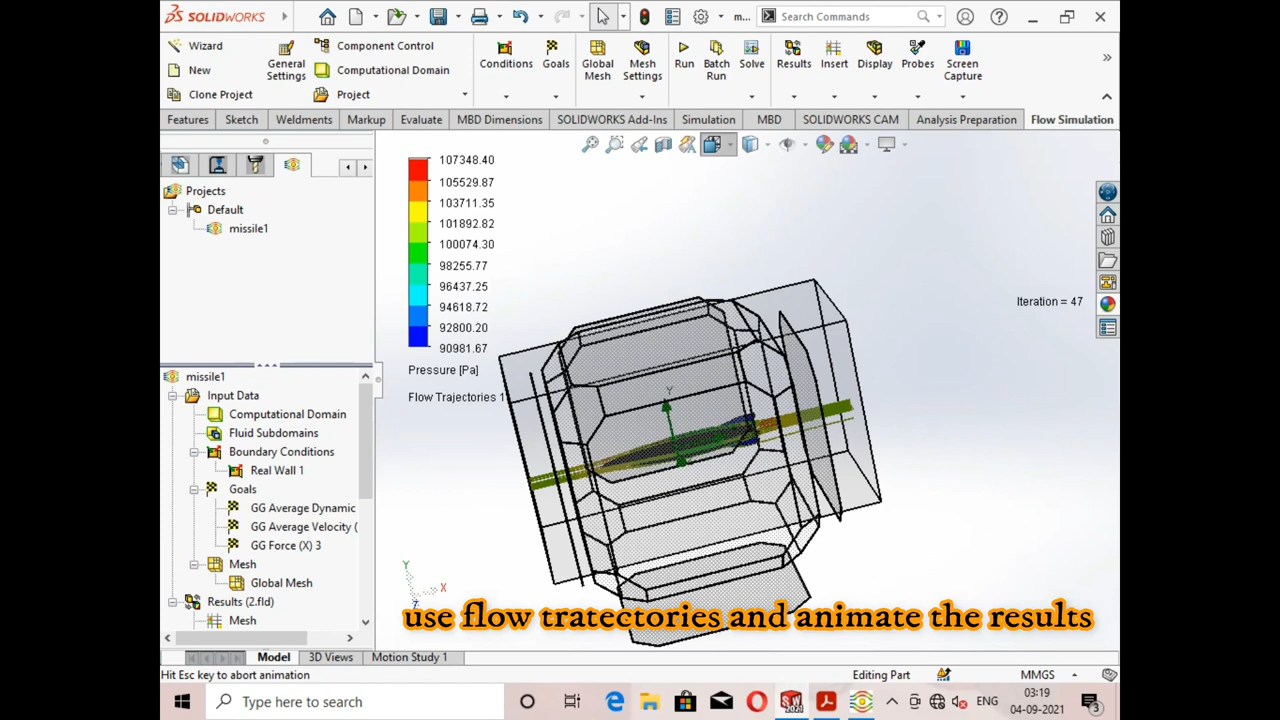 SOLIDWORKS
m...
Search Commands
Wizard
New
Clone Project
General Settings
Component Control
Computational Domain
Project
Conditions
Goals
Global Mesh
Mesh Settings
Run
Batch Run
Solve
Results
Insert
Display
Probes
Screen Capture
Features
Sketch
Weldments
Markup
Evaluate
MBD Dimensions
SOLIDWORKS Add-Ins
Simulation
MBD
SOLIDWORKS CAM
Analysis Preparation
Flow Simulation
Projects
Default
missile1
missile1
Input Data
Computational Domain
Fluid Subdomains
Boundary Conditions
Real Wall 1
Goals
GG Average Dynamic
GG Average Velocity (
GG Force (X) 3
Mesh
Global Mesh
Results (2.fld)
Mesh
107348.40
105529.87
103711.35
101892.82
100074.30
98255.77
96437.25
94618.72
92800.20
90981.67
Pressure [Pa]
Flow Trajectories 1
Iteration = 47
Y
Y
X
Z
use flow tratectories and animate the results
Model
3D Views
Motion Study 1
Hit Esc key to abort animation
Editing Part
MMGS
Type here to search
SW
2021
ENG
03:19
04-09-2021
3